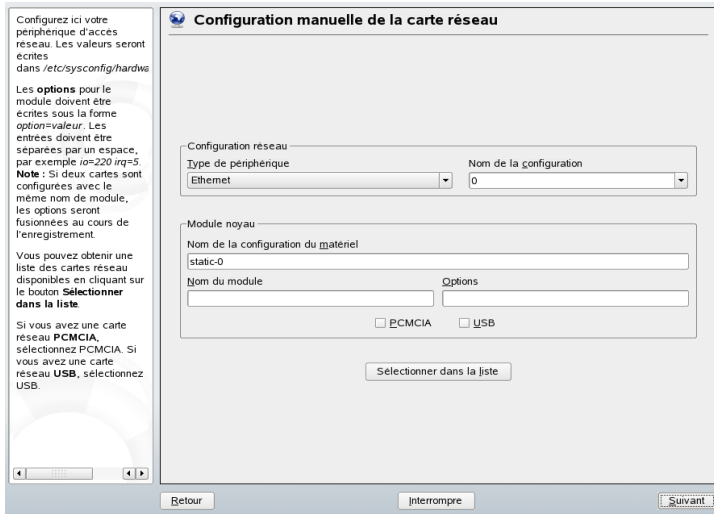 Configurez ici votre
périphérique d'accès
réseau. Les valeurs seront
écrites
dans /etc/sysconfig/hardwa
Les options pour le
module doivent être
écrites sous la forme
option=valeur. Les
entrées doivent être
séparées par un espace,
par exemple io=220 irq=5.
Note : Si deux cartes sont
configurées avec le
même nom de module,
les options seront
fusionnées au cours de
l'enregistrement.
Vous pouvez obtenir une
liste des cartes réseau
disponibles en cliquant sur
le bouton Sélectionner
dans la liste.
Si vous avez une carte
réseau PCMCIA,
sélectionnez PCMCIA. Si
vous avez une carte
réseau USB, sélectionnez
USB.
Configuration manuelle de la carte réseau
Configuration réseau
Type de périphérique
Nom de la configuration
Ethernet
0
Module noyau
Nom de la configuration du matériel
static-0
Nom du module
Options
PCMCIA
USB
Sélectionner dans la liste
Retour
Interrompre
Suivant